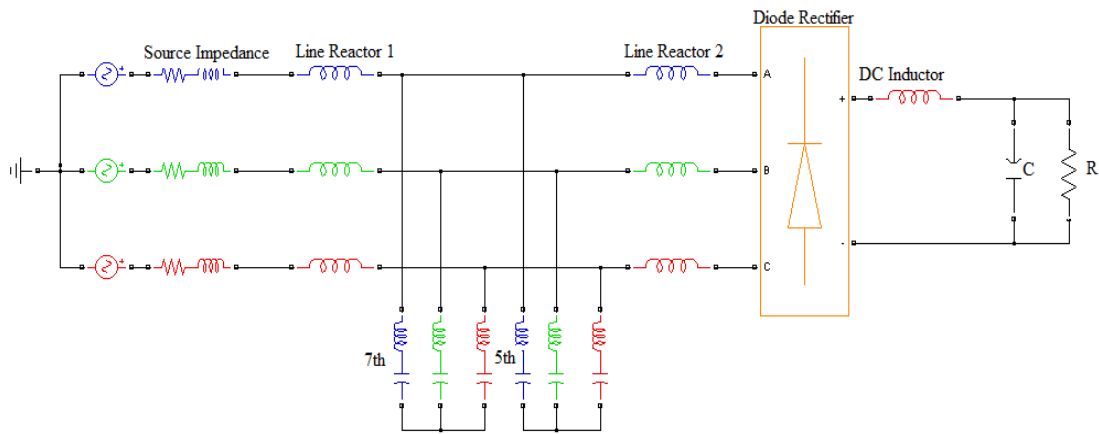 Diode Rectifier
Source Impedance
Line Reactor 1
Line Reactor 2
DC Inductor
A
B
C
+
-
+
+
+
C
R
7th
5th